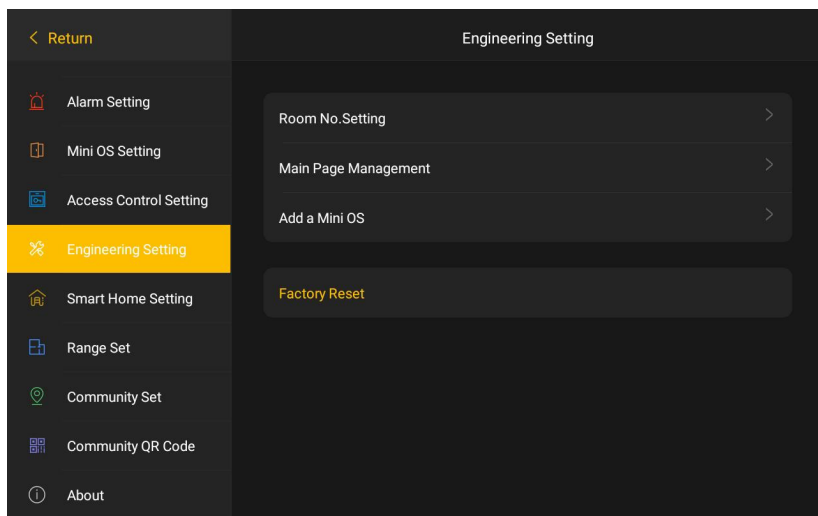 Return
Engineering Setting
Alarm Setting
Mini OS Setting
Access Control Setting
Engineering Setting
Smart Home Setting
Range Set
Community Set
Community QR Code
About
Room No.Setting
Main Page Management
Add a Mini OS
Factory Reset